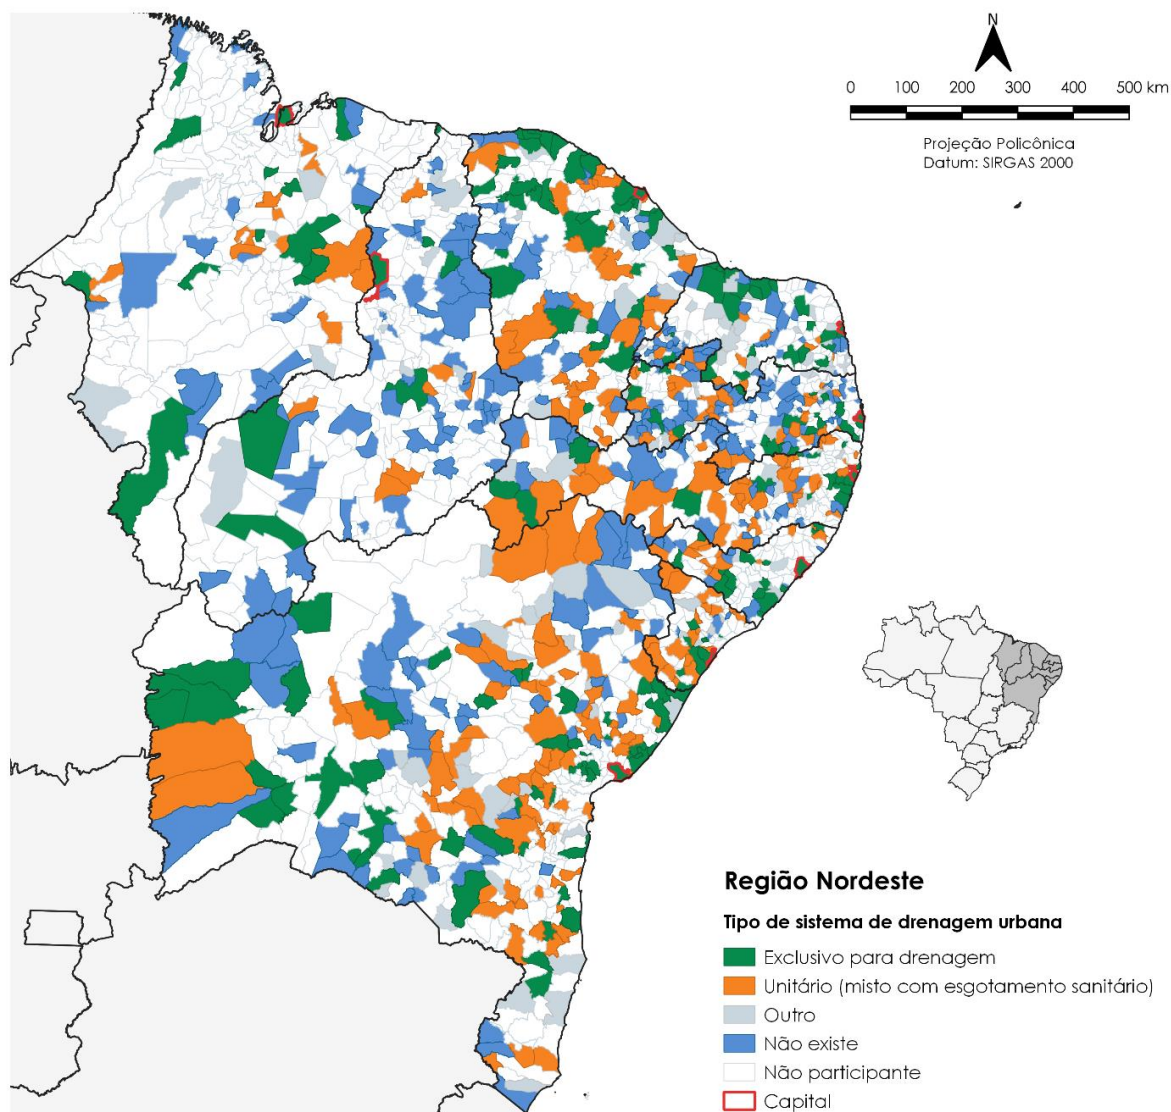 N
0 100 200 300 400 500 km
Projeção Policônica
Datum: SIRGAS 2000
Região Nordeste
Tipo de sistema de drenagem urbana
Exclusivo para drenagem
Unitário (misto com esgotamento sanitário)
Outro
Não existe
Não participante
Capital